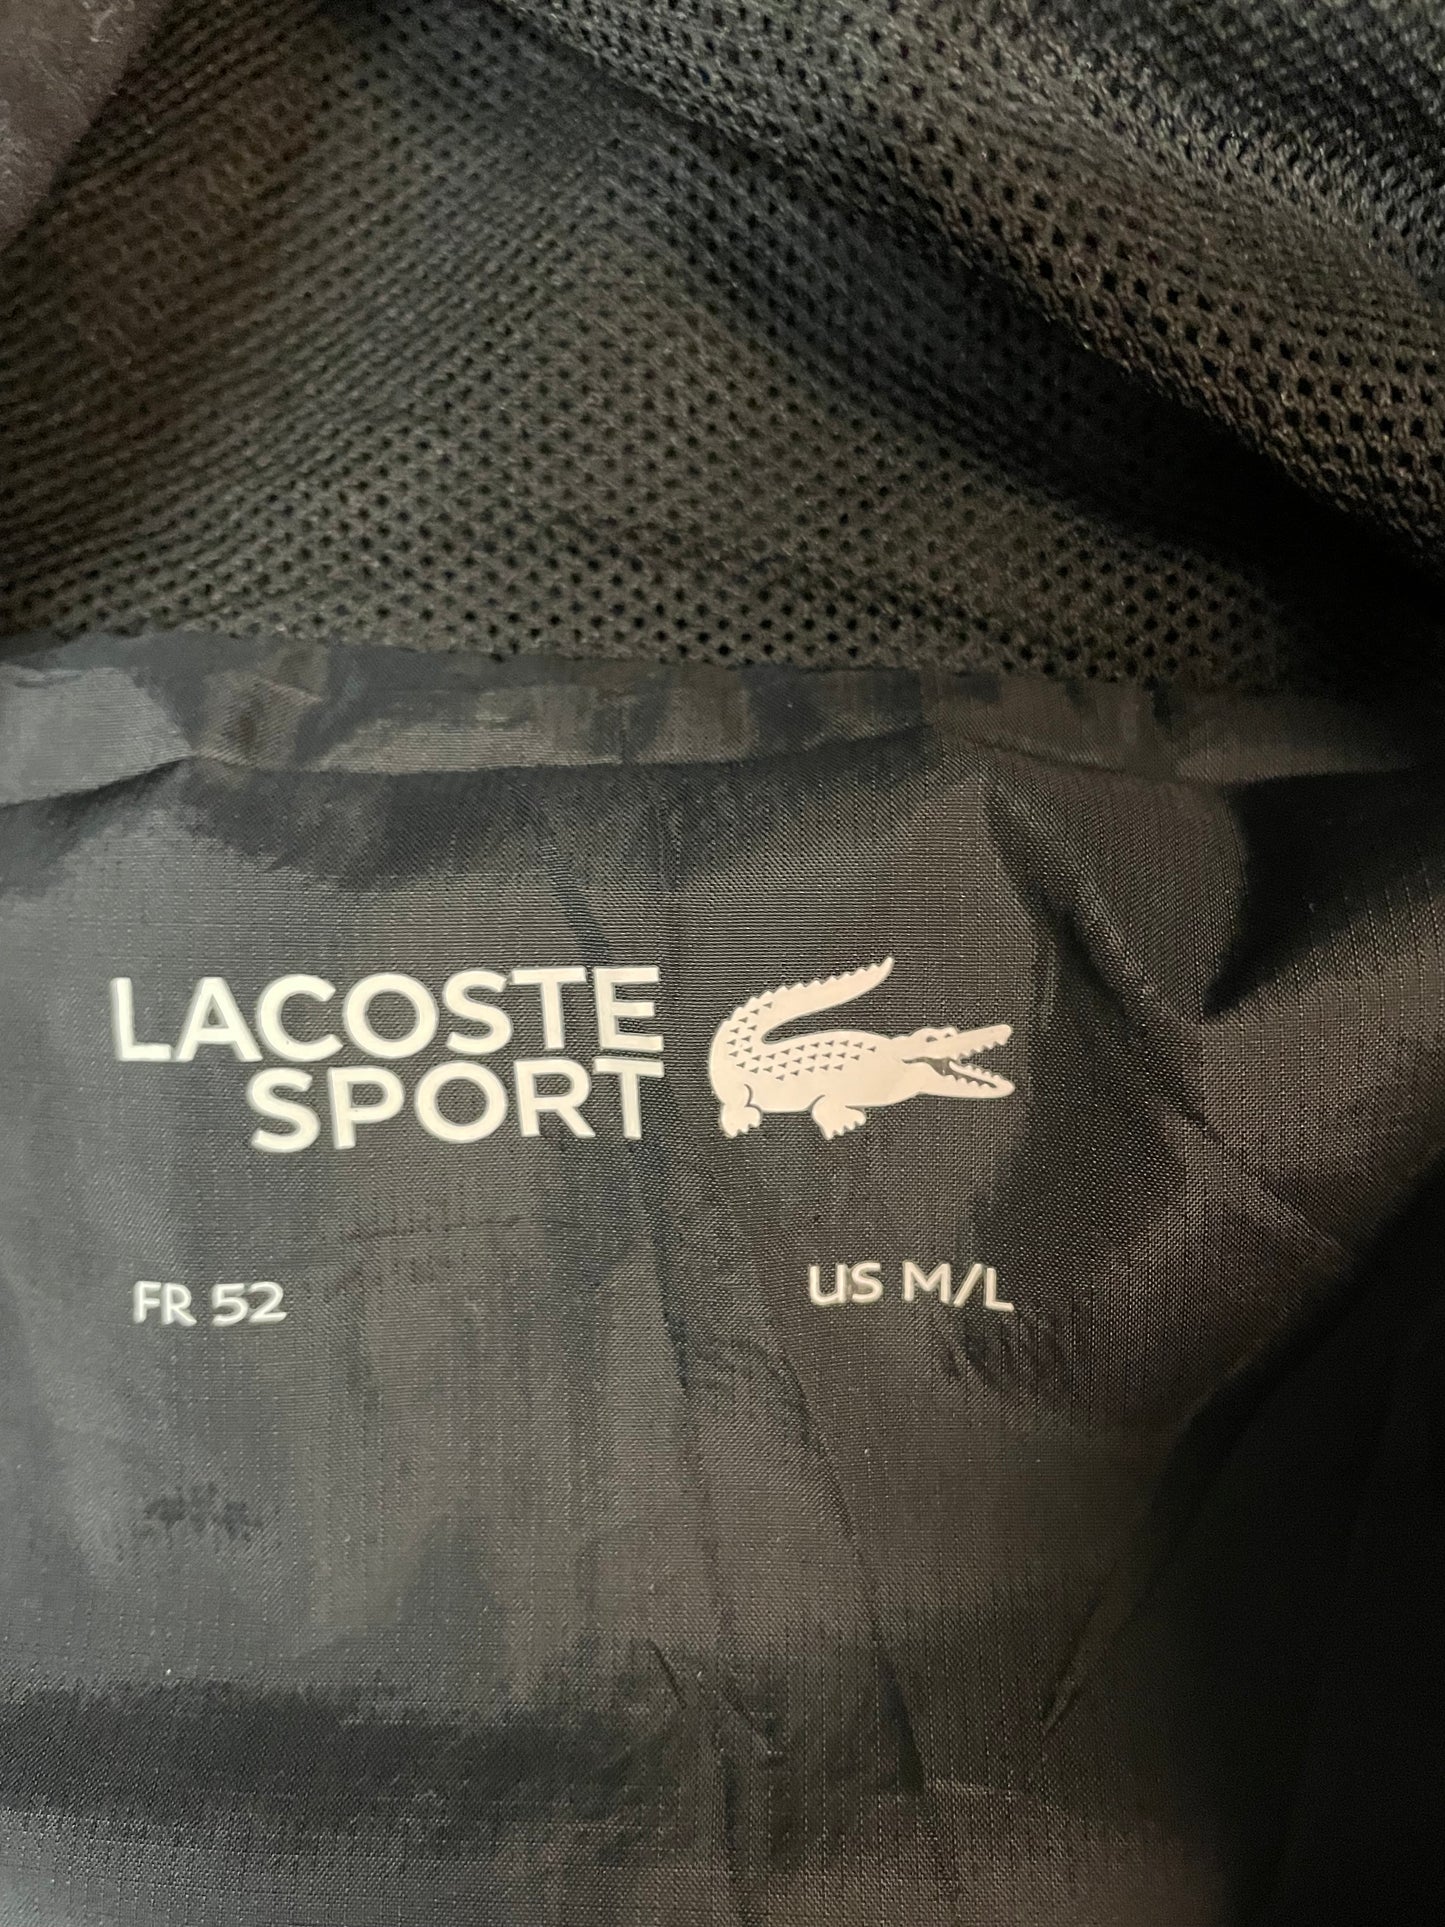 LACOSTE
SPORT
FR 52
US M/L